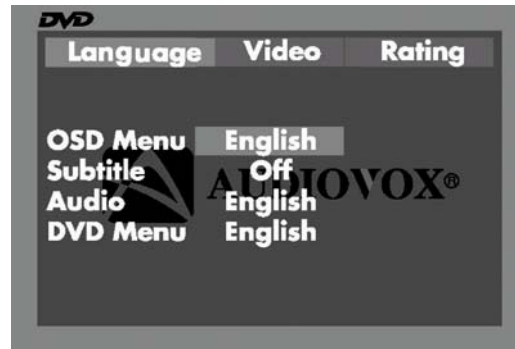 DVD
Language Video Rating
OSD Menu English
Subtitle Off
AUDIOVOX®
Audio English
DVD Menu English